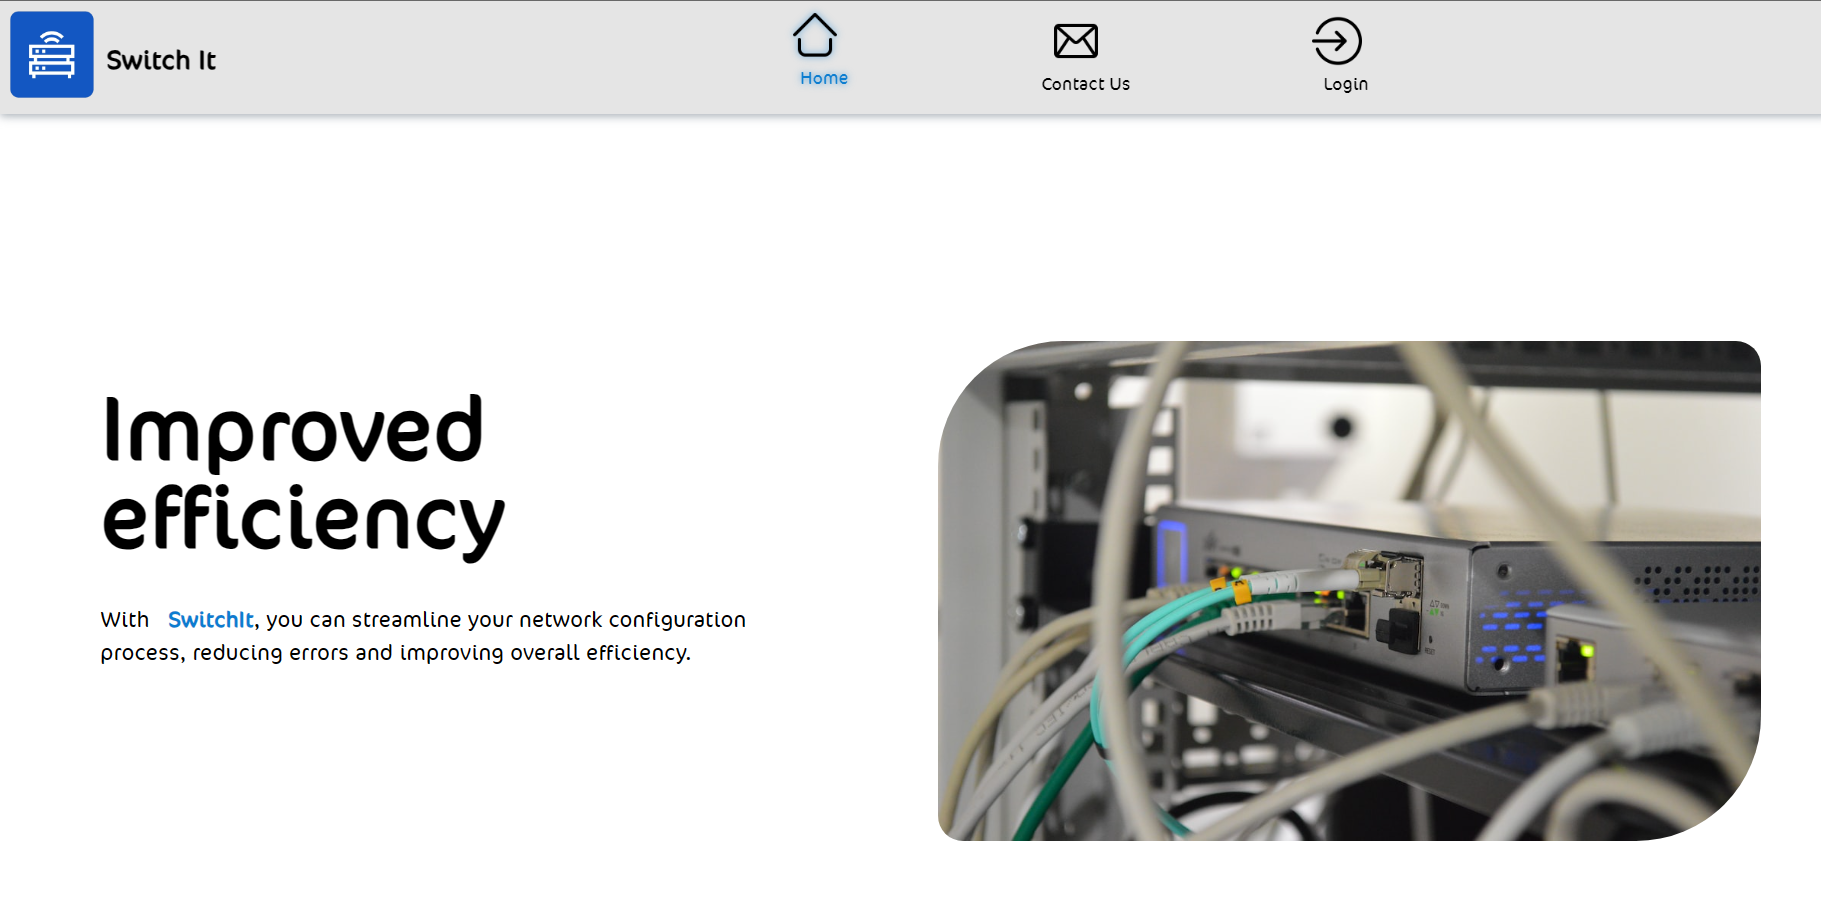 Switch It
Home
Contact Us
Login
Improved
efficiency
With SwitchIt, you can streamline your network configuration
process, reducing errors and improving overall efficiency.
RESET